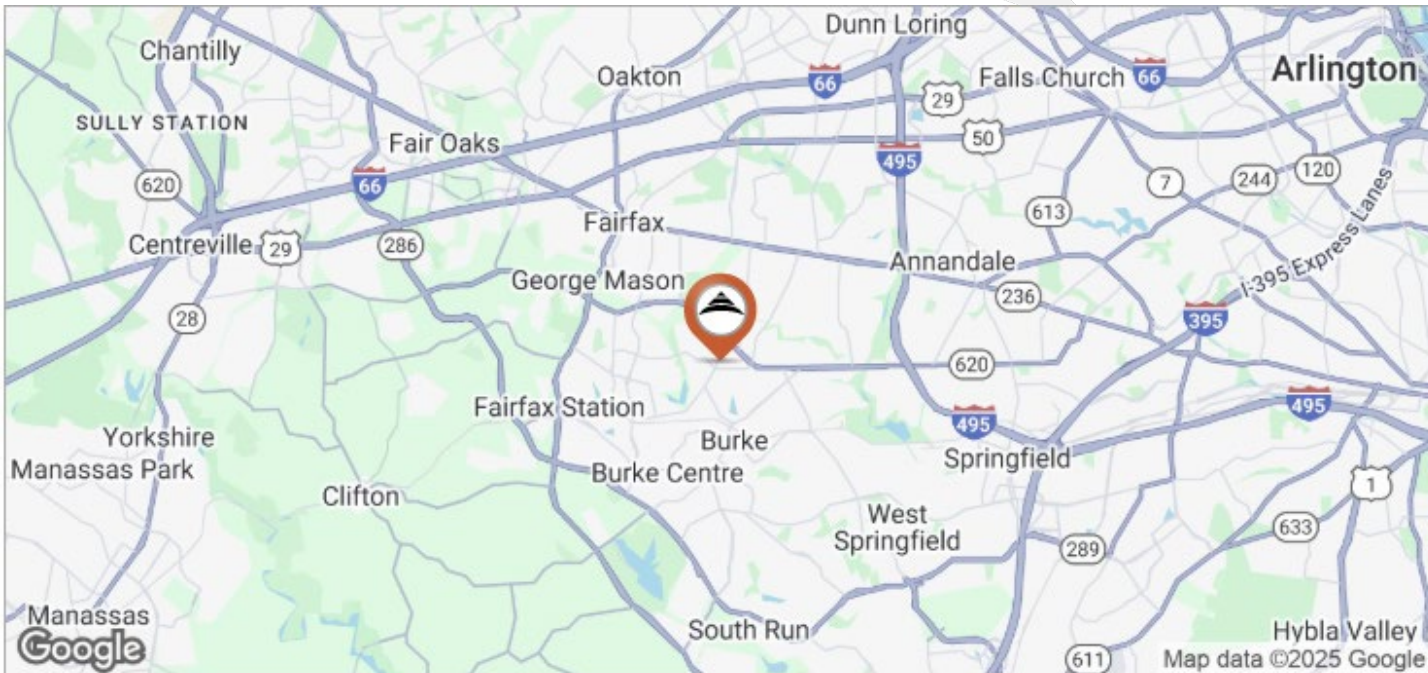 Dunn Loring
Chantilly
Oakton
66
Falls Church
66
Arlington
29
SULLY STATION
50
Fair Oaks
495
620
66
7
244
120
613
Fairfax
Centreville
29
286
Annandale
George Mason
236
I-395 Express Lanes
28
395
620
Fairfax Station
495
495
Yorkshire
Burke
Springfield
Manassas Park
Burke Centre
Clifton
1
West
Springfield
633
289
Manassas
South Run
Hybla Valley
Google
611
Map data ©2025 Google